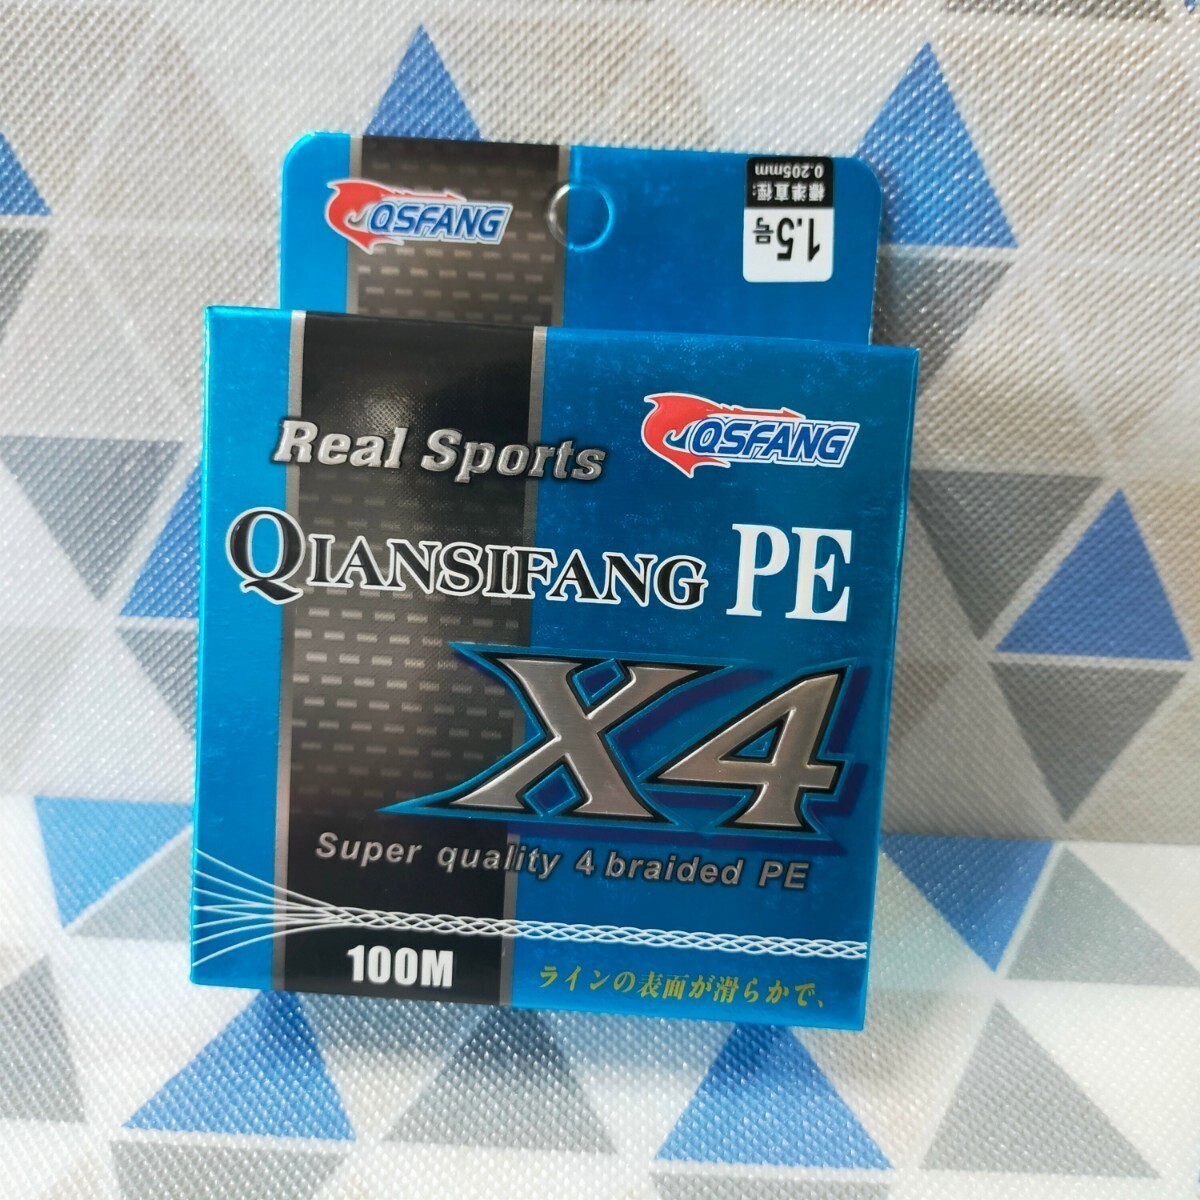 QSFANG
1.5号
標準直徑:
0.205mm
Real Sports
QSFANG
QIANSIFANG PE
X4
Super quality 4 braided PE
100M
ラインの表面が滑らかで、